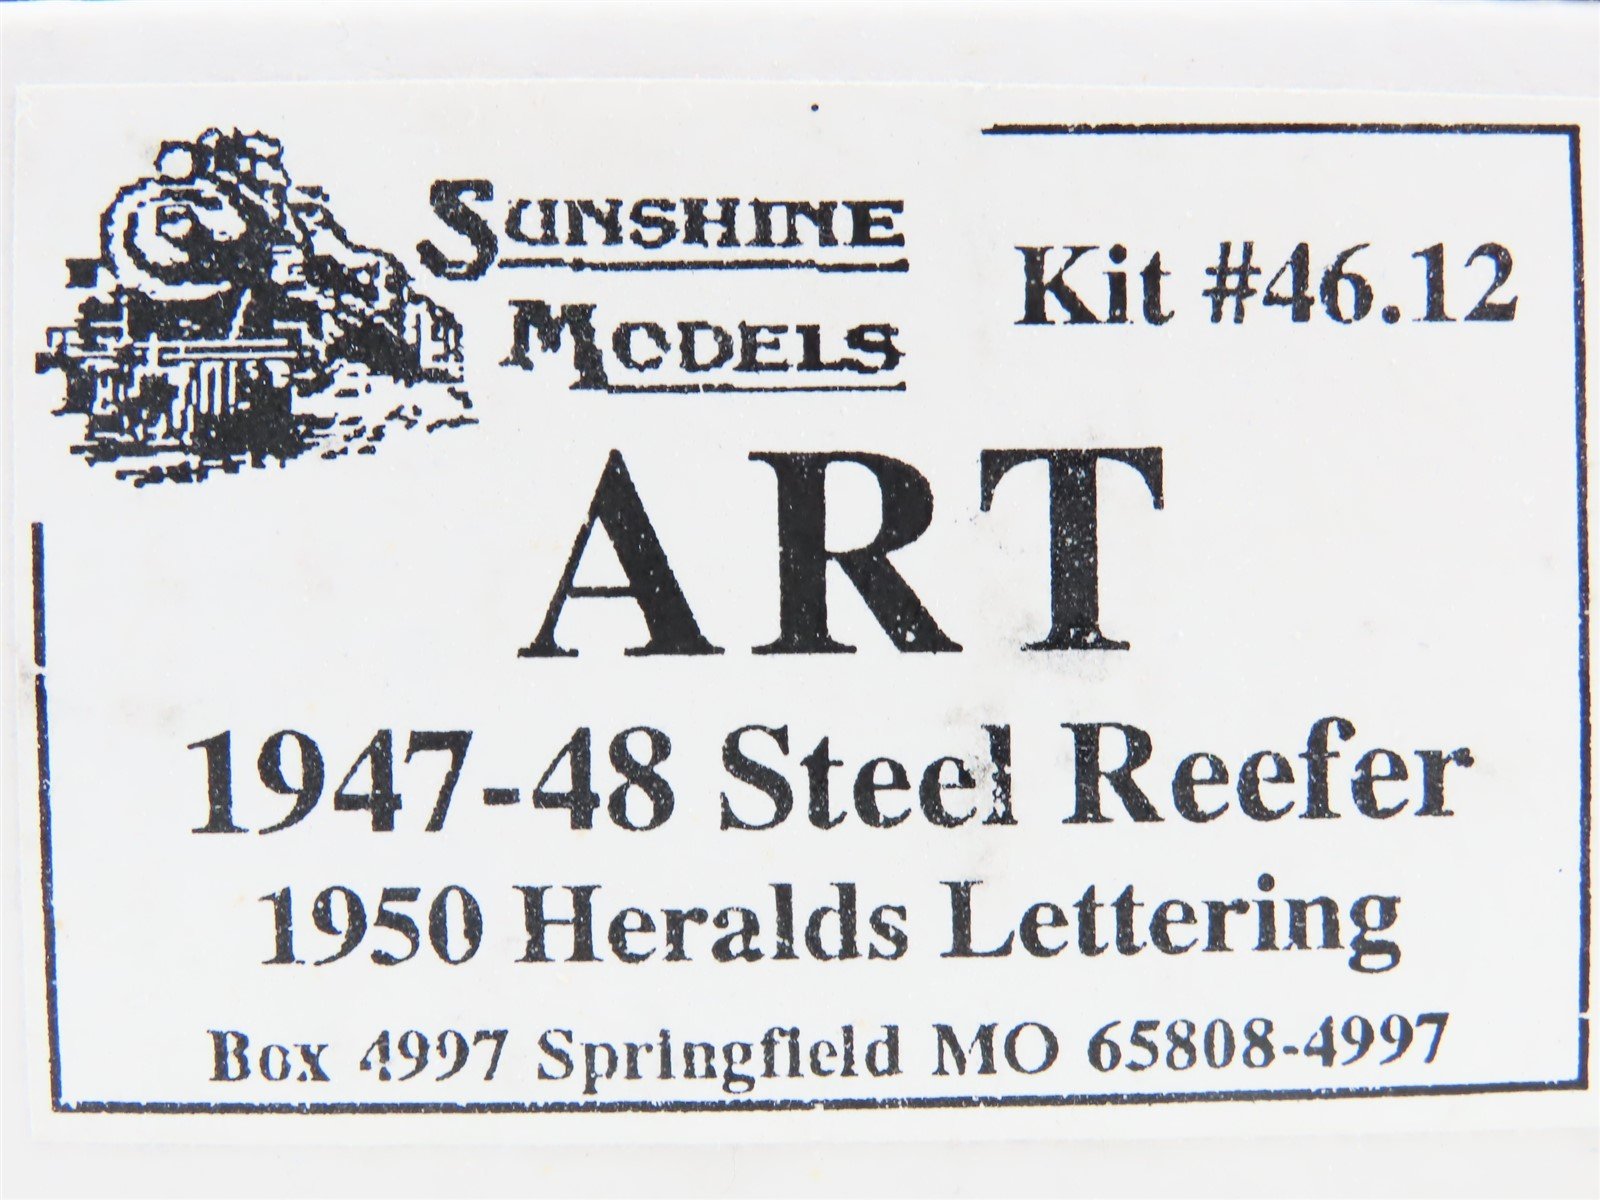 SUNSHINE
MODELS
Kit #46.12
ART
1947-48 Steel Reefer
1950 Heralds Lettering
Box 4997 Springfield MO 65808-4997